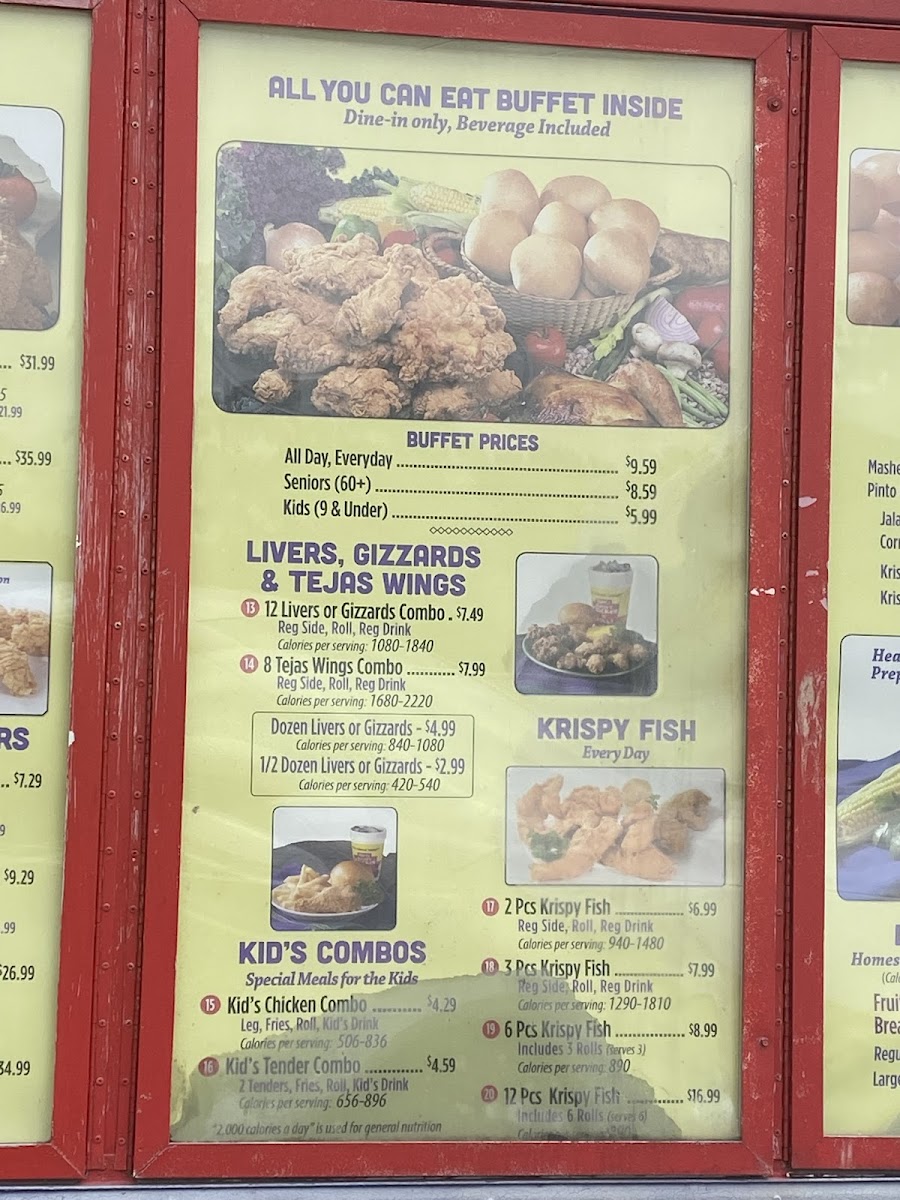 ... $31.99
21.99
... $35.99
6.99
on
RS
.. $7.29
9
$9.29
.99
$26.99
34.99
ALL YOU CAN EAT BUFFET INSIDE
Dine-in only, Beverage Included
BUFFET PRICES
All Day, Everyday ........ $9.59
Seniors (60+) ........ $8.59
Kids (9 & Under) ........ $5.99
LIVERS, GIZZARDS
& TEJAS WINGS
13 12 Livers or Gizzards Combo . $7.49
Reg Side, Roll, Reg Drink
Calories per serving: 1080-1840
14 8 Tejas Wings Combo ........ $7.99
Reg Side, Roll, Reg Drink
Calories per serving: 1680-2220
Dozen Livers or Gizzards - $4.99
Calories per serving: 840-1080
1/2 Dozen Livers or Gizzards - $2.99
Calories per serving: 420-540
KID'S COMBOS
Special Meals for the Kids
15 Kid's Chicken Combo ........ $4.29
Leg, Fries, Roll, Kid's Drink
Calories per serving: 506-836
16 Kid's Tender Combo ........ $4.59
2 Tenders, Fries, Roll, Kid's Drink
Calories per serving: 656-896
"2,000 calories a day" is used for general nutrition
KRISPY FISH
Every Day
17 2 Pcs Krispy Fish ........ $6.99
Reg Side, Roll, Reg Drink
Calories per serving: 940-1480
18 3 Pcs Krispy Fish ........ $7.99
Reg Side, Roll, Reg Drink
Calories per serving: 1290-1810
19 6 Pcs Krispy Fish ........ $8.99
Includes 3 Rolls (serves 3)
Calories per serving: 890
20 12 Pcs Krispy Fish ........ $16.99
Includes 6 Rolls (serves 6)
Mashe
Pinto
Jala
Corn
Kris
Kris
Hea
Prep
Homes
(Cal
Frui
Brea
Regu
Large